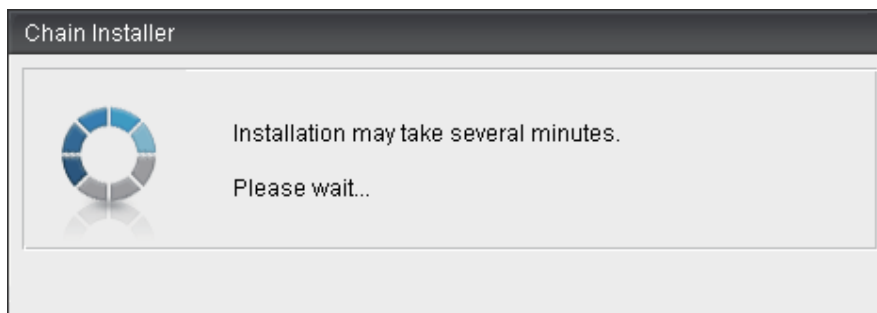 Chain Installer
Installation may take several minutes.
Please wait...